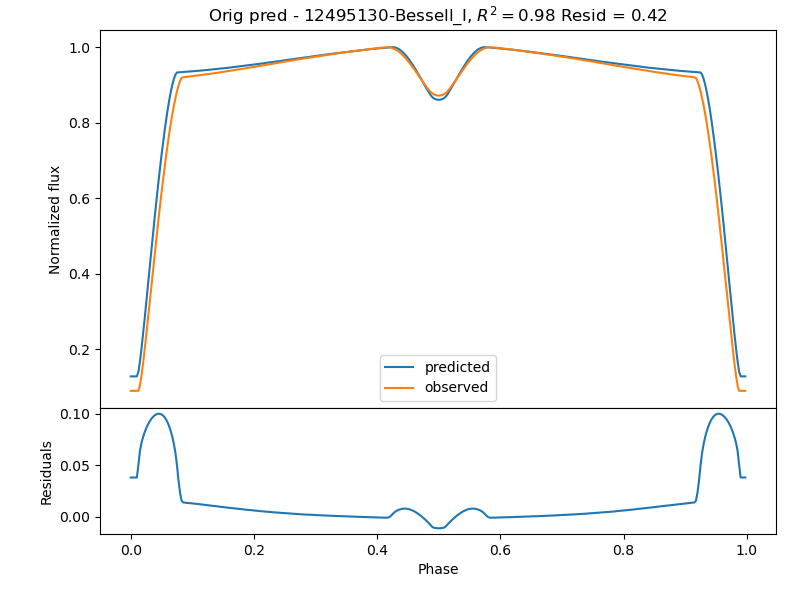 Orig pred - 12495130-Bessell_I, R² = 0.98 Resid = 0.42
1.0
0.8
0.6
0.4
0.2
Normalized flux
predicted
observed
0.10
0.05
0.00
Residuals
0.0 0.2 0.4 0.6 0.8 1.0
Phase